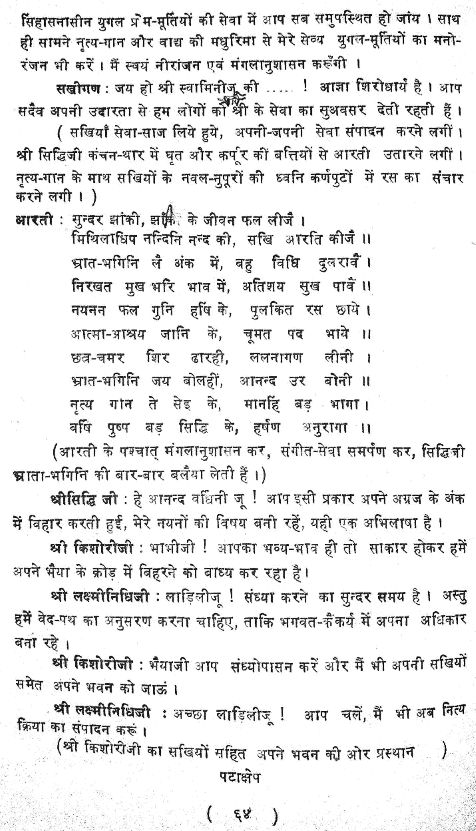 सिंहासनासीन युगल प्रेम-मूर्तियों की सेवा में आप सब समुपस्थित हो जांय । साथ
ही सामने नृत्य-गान और वाद्य की मधुरिमा से मेरे सेव्य युगल-मूर्तियों का मनो-
रंजन भी करें । मैं स्वयं नीराजन एवं मंगलानुशासन करूँगी ।
सखीगण : जय हो श्री स्वामिनीजू की ..... ! आज्ञा शिरोधार्य है । आप
सदैव अपनी उदारता से हम लोगों को श्री के सेवा का सुअवसर देती रहती हैं ।
( सखियाँ सेवा-साज लिये हुये, अपनी-अपनी सेवा संपादन करने लगीं ।
श्री सिद्धिजी कंचन-थार में घृत और कर्पूर की बत्तियों से आरती उतारने लगीं ।
नृत्य-गान के साथ सखियों के नवल-नुपूरों की ध्वनि कर्णपुटों में रस का संचार
करने लगी । )
आरती : सुन्दर झांकी, झांकि के जीवन फल लीजै ।
मिथिलाधिप नन्दिनि नन्द की, सखि आरति कीजै ॥
भ्रात-भगिनि लै अंक में, बहु विधि दुलरावैं ।
निरखत मुख भरि भाव में, अतिशय सुख पावैं ॥
नयनन फल गुनि हर्षि के, पुलकित रस छाये ।
आत्मा-आश्रय जानि के, चूमत पद भाये ॥
छत्र-चमर शिर ढारही, ललनागण लीनी ।
भ्रात-भगिनि जय बोलहीं, आनन्द उर बोनी ॥
नृत्य गान ते सेइ के, मानहिं बड़ भागा ।
वर्षि पुष्प बड़ सिद्धि के, हर्षण अनुरागा ॥
(आरती के पश्चात् मंगलानुशासन कर, संगीत-सेवा समर्पण कर, सिद्धिजी
भ्राता-भगिनि की बार-बार बलैया लेती हैं ।)
श्रीसिद्धि जी : हे आनन्द वर्धिनी जू ! आप इसी प्रकार अपने अग्रज के अंक
में बिहार करती हुई, मेरे नयनों की विषय बनी रहें, यही एक अभिलाषा है ।
श्री किशोरीजी : भाभीजी ! आपका भव्य-भाव ही तो साकार होकर हमें
अपने भैया के क्रोड़ में बिहरने को बाध्य कर रहा है ।
श्री लक्ष्मीनिधिजी : लाड़िलीजू ! संध्या करने का सुन्दर समय है । अस्तु
हमें वेद-पथ का अनुसरण करना चाहिए, ताकि भगवत-कैंकर्य में अपना अधिकार
बना रहे ।
श्री किशोरीजी : भैयाजी आप संध्योपासन करें और मैं भी अपनी सखियों
समेत अपने भवन को जाऊं ।
श्री लक्ष्मीनिधिजी : अच्छा लाड़िलीजू ! आप चलें, मैं भी अब नित्य
क्रिया का संपादन करूं ।
(श्री किशोरीजी का सखियों सहित अपने भवन की ओर प्रस्थान )
पटाक्षेप
( ६४ )